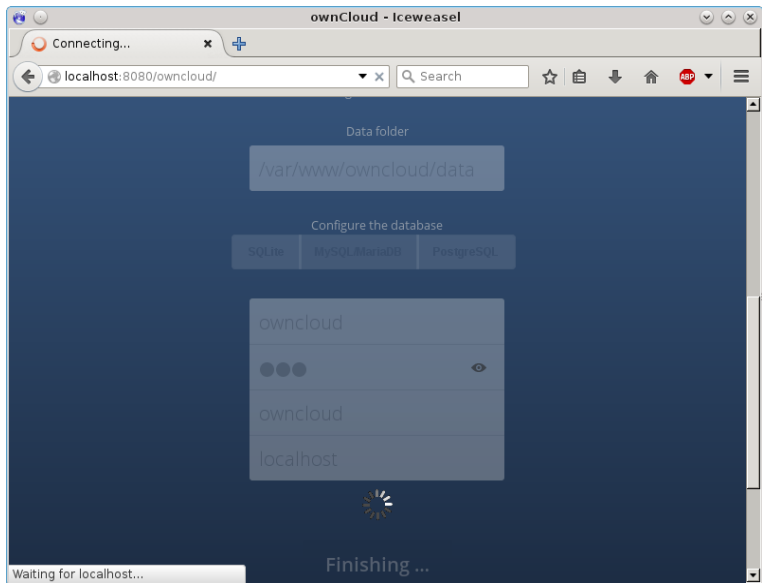 ownCloud - Iceweasel
Connecting...
localhost:8080/owncloud/
Search
ABP
Data folder
/var/www/owncloud/data
Configure the database
SQLite MySQL/MariaDB PostgreSQL
owncloud
owncloud
localhost
Finishing ...
Waiting for localhost...